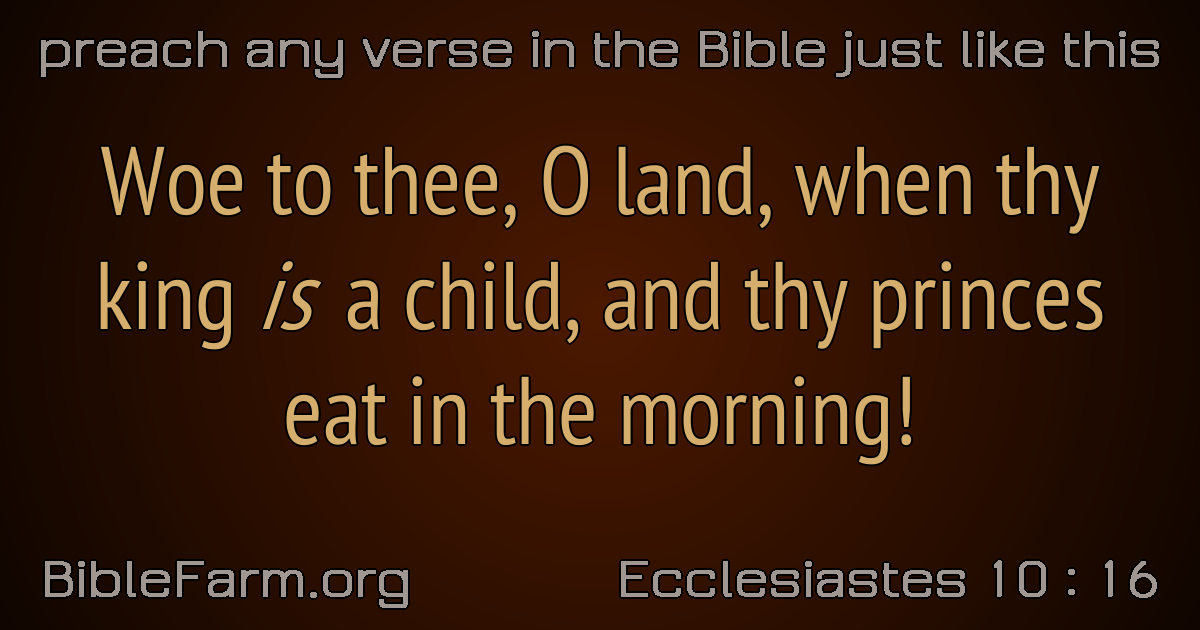 preach any verse in the Bible just like this
Woe to thee, O land, when thy
king is a child, and thy princes
eat in the morning!
BibleFarm.org
Ecclesiastes 10 : 16